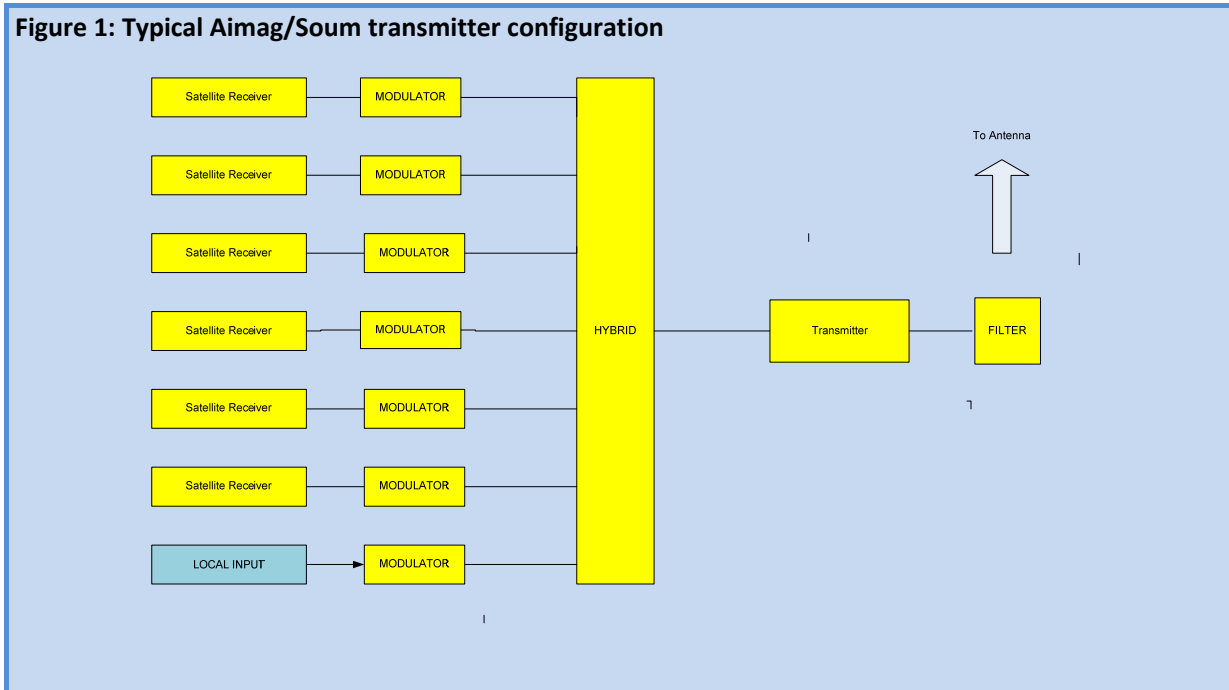 Figure 1: Typical Aimag/Soum transmitter configuration
Satellite Receiver
MODULATOR
To Antenna
Satellite Receiver
MODULATOR
Satellite Receiver
MODULATOR
Satellite Receiver
MODULATOR
HYBRID
Transmitter
FILTER
Satellite Receiver
MODULATOR
Satellite Receiver
MODULATOR
LOCAL INPUT
MODULATOR